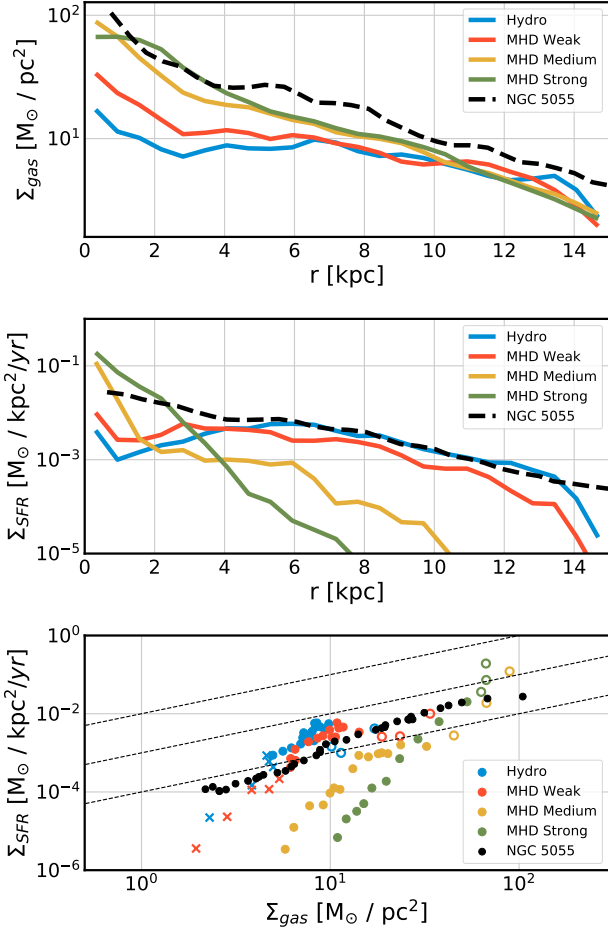 10²
10¹
Σgas [M⊙ / pc²]
Hydro
MHD Weak
MHD Medium
MHD Strong
NGC 5055
0 2 4 6 8 10 12 14
r [kpc]
10⁻¹
10⁻³
10⁻⁵
ΣSFR [M⊙ / kpc²/yr]
Hydro
MHD Weak
MHD Medium
MHD Strong
NGC 5055
0 2 4 6 8 10 12 14
r [kpc]
10⁰
10⁻²
10⁻⁴
10⁻⁶
ΣSFR [M⊙ / kpc²/yr]
Hydro
MHD Weak
MHD Medium
MHD Strong
NGC 5055
10⁰ 10¹ 10²
Σgas [M⊙ / pc²]